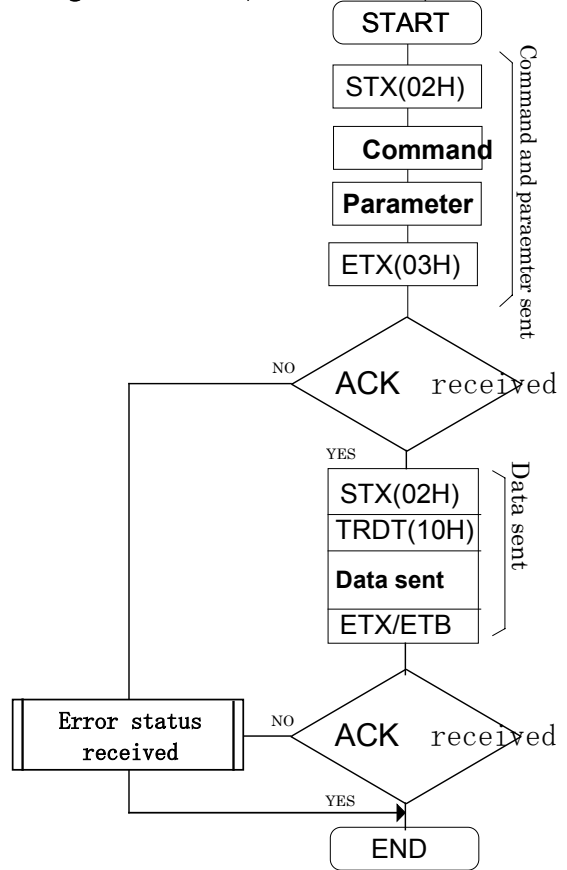 START
STX(02H)
Command
Parameter
ETX(03H)
Command and paraemter sent
NO
ACK received
YES
STX(02H)
TRDT(10H)
Data sent
ETX/ETB
Data sent
Error status
received
NO
ACK received
YES
END